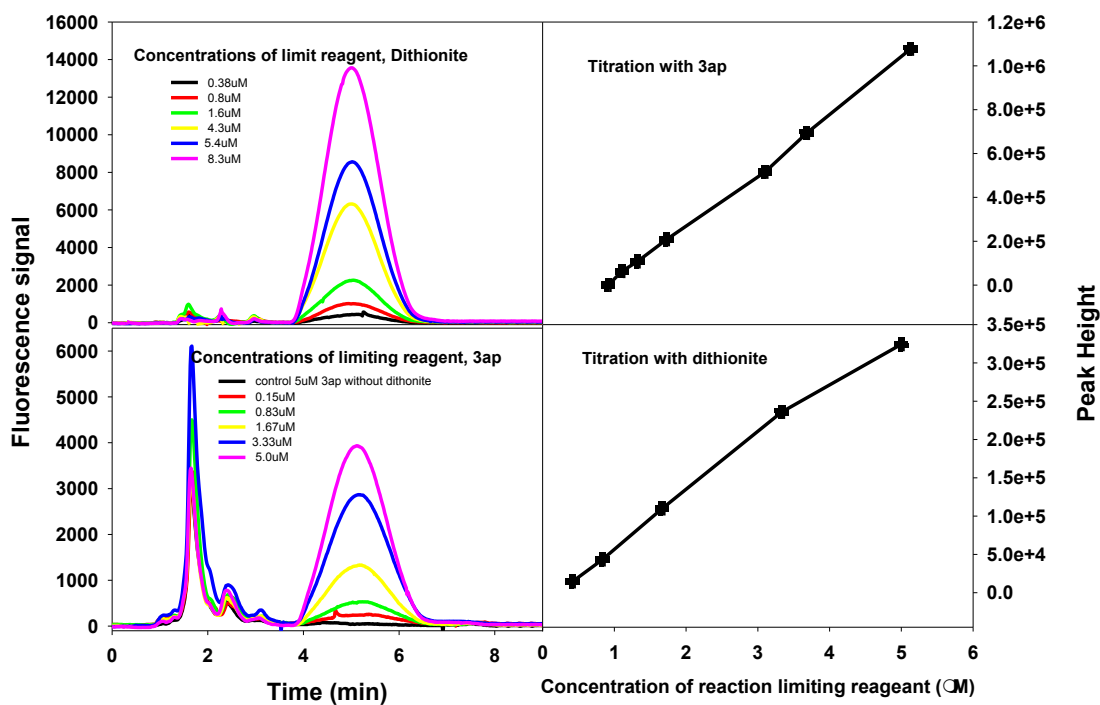 16000
14000
12000
10000
8000
6000
4000
2000
0
Concentrations of limit reagent, Dithionite
0.38uM
0.8uM
1.6uM
4.3uM
5.4uM
8.3uM
Titration with 3ap
1.2e+6
1.0e+6
8.0e+5
6.0e+5
4.0e+5
2.0e+5
0.0
Fluorescence signal
6000
5000
4000
3000
2000
1000
0
Concentrations of limiting reagent, 3ap
control 5uM 3ap without dithonite
0.15uM
0.83uM
1.67uM
3.33uM
5.0uM
Titration with dithionite
3.5e+5
3.0e+5
2.5e+5
2.0e+5
1.5e+5
1.0e+5
5.0e+4
0.0
Peak Height
0 2 4 6 8
0 1 2 3 4 5 6
Time (min)
Concentration of reaction limiting reageant (❍M)